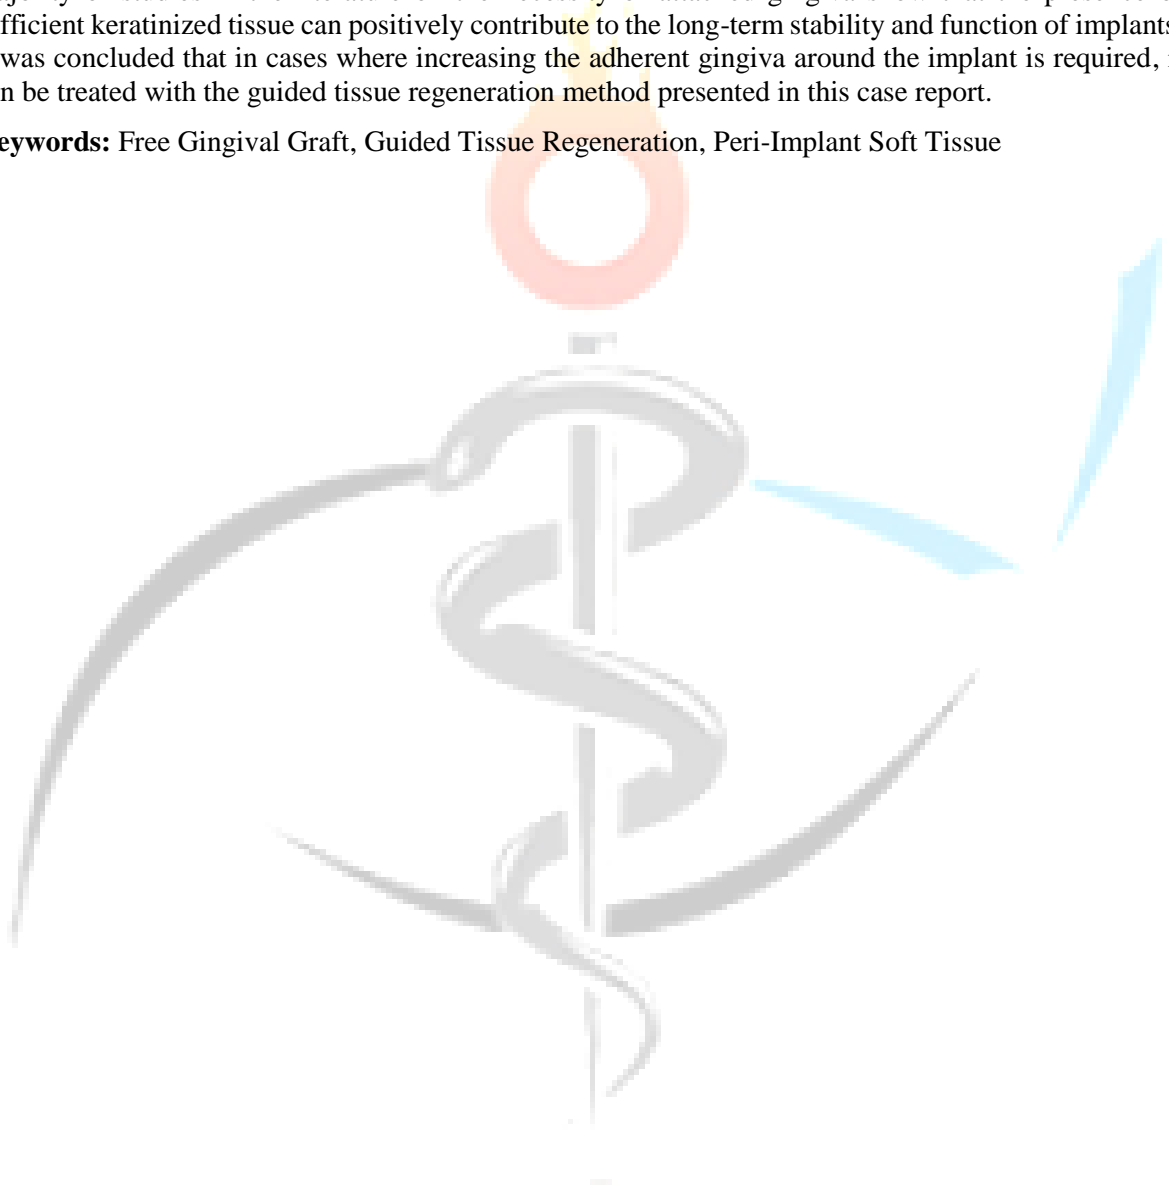 fficient keratinized tissue can positively contribute to the long-term stability and function of implants
was concluded that in cases where increasing the adherent gingiva around the implant is required,
n be treated with the guided tissue regeneration method presented in this case report.
eywords: Free Gingival Graft, Guided Tissue Regeneration, Peri-Implant Soft Tissue